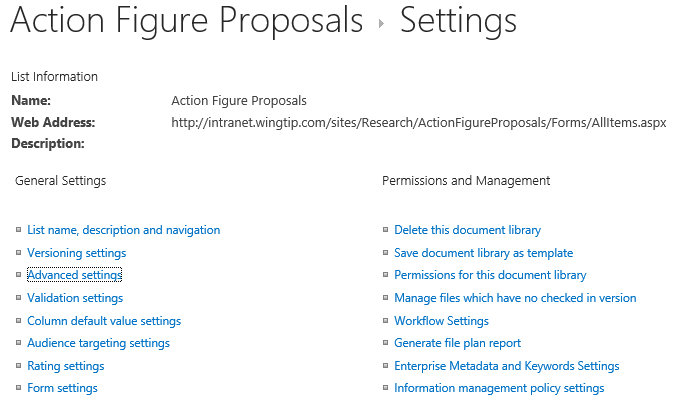 Action Figure Proposals ▸ Settings
List Information
Name: Action Figure Proposals
Web Address: http://intranet.wingtip.com/sites/Research/ActionFigureProposals/Forms/AllItems.aspx
Description:
General Settings
List name, description and navigation
Versioning settings
Advanced settings
Validation settings
Column default value settings
Audience targeting settings
Rating settings
Form settings
Permissions and Management
Delete this document library
Save document library as template
Permissions for this document library
Manage files which have no checked in version
Workflow Settings
Generate file plan report
Enterprise Metadata and Keywords Settings
Information management policy settings